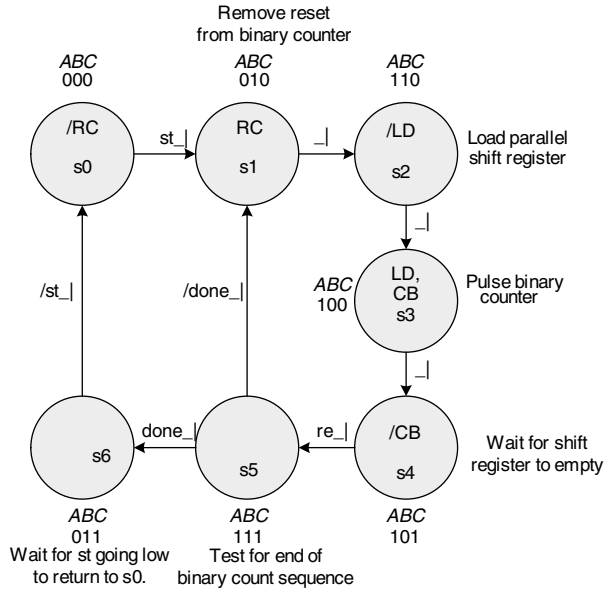 Remove reset
from binary counter
ABC
000
ABC
010
ABC
110
/RC
s0
st_|
RC
s1
_|
/LD
s2
Load parallel
shift register
_|
/st_|
/done_|
ABC
100
LD,
CB
s3
Pulse binary
counter
_|
s6
done_|
s5
re_|
/CB
s4
Wait for shift
register to empty
ABC
011
ABC
111
ABC
101
Wait for st going low
to return to s0.
Test for end of
binary count sequence